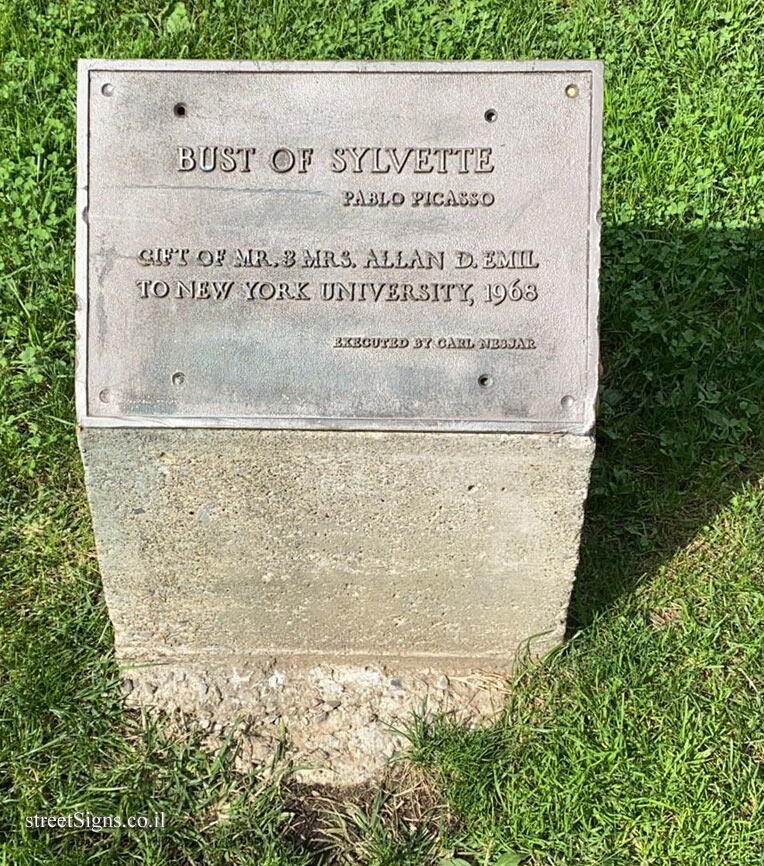 BUST OF SYLVETTE
PABLO PICASSO
GIFT OF MR. & MRS. ALLAN D. EMIL
TO NEW YORK UNIVERSITY, 1968
EXECUTED BY CARL NESJAR
streetSigns.co.il